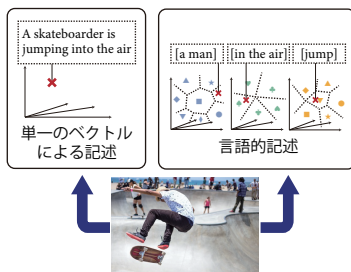 A skateboarder is
jumping into the air
単一のベクトル
による記述
[a man] [in the air] [jump]
言語的記述